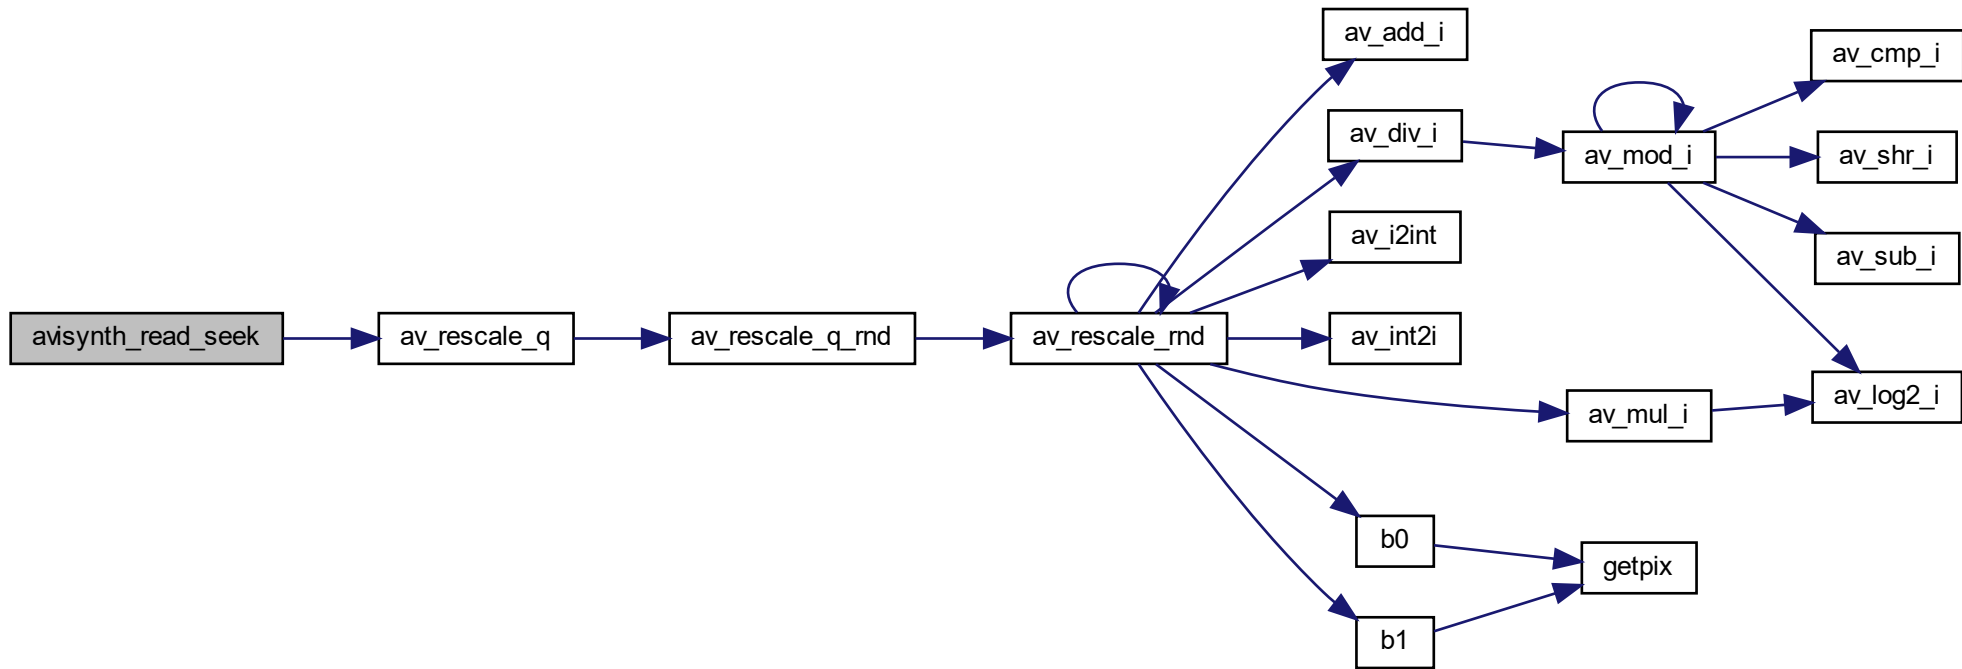 avisynth_read_seek
av_rescale_q
av_rescale_q_rnd
av_rescale_rnd
av_add_i
av_div_i
av_i2int
av_int2i
av_mul_i
b0
b1
av_mod_i
getpix
av_cmp_i
av_shr_i
av_sub_i
av_log2_i